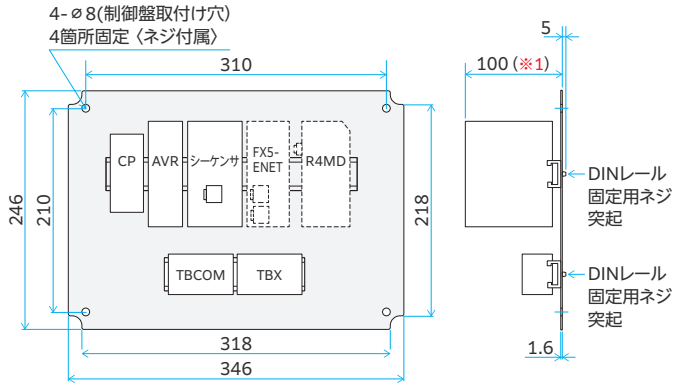 4-⌀8(制御盤取付け穴)
4箇所固定〈ネジ付属〉
310
5
100 (※1)
246
210
CP
AVR
シーケンサ
FX5-
ENET
R4MD
218
DINレール
固定用ネジ
突起
TBCOM
TBX
DINレール
固定用ネジ
突起
318
346
1.6